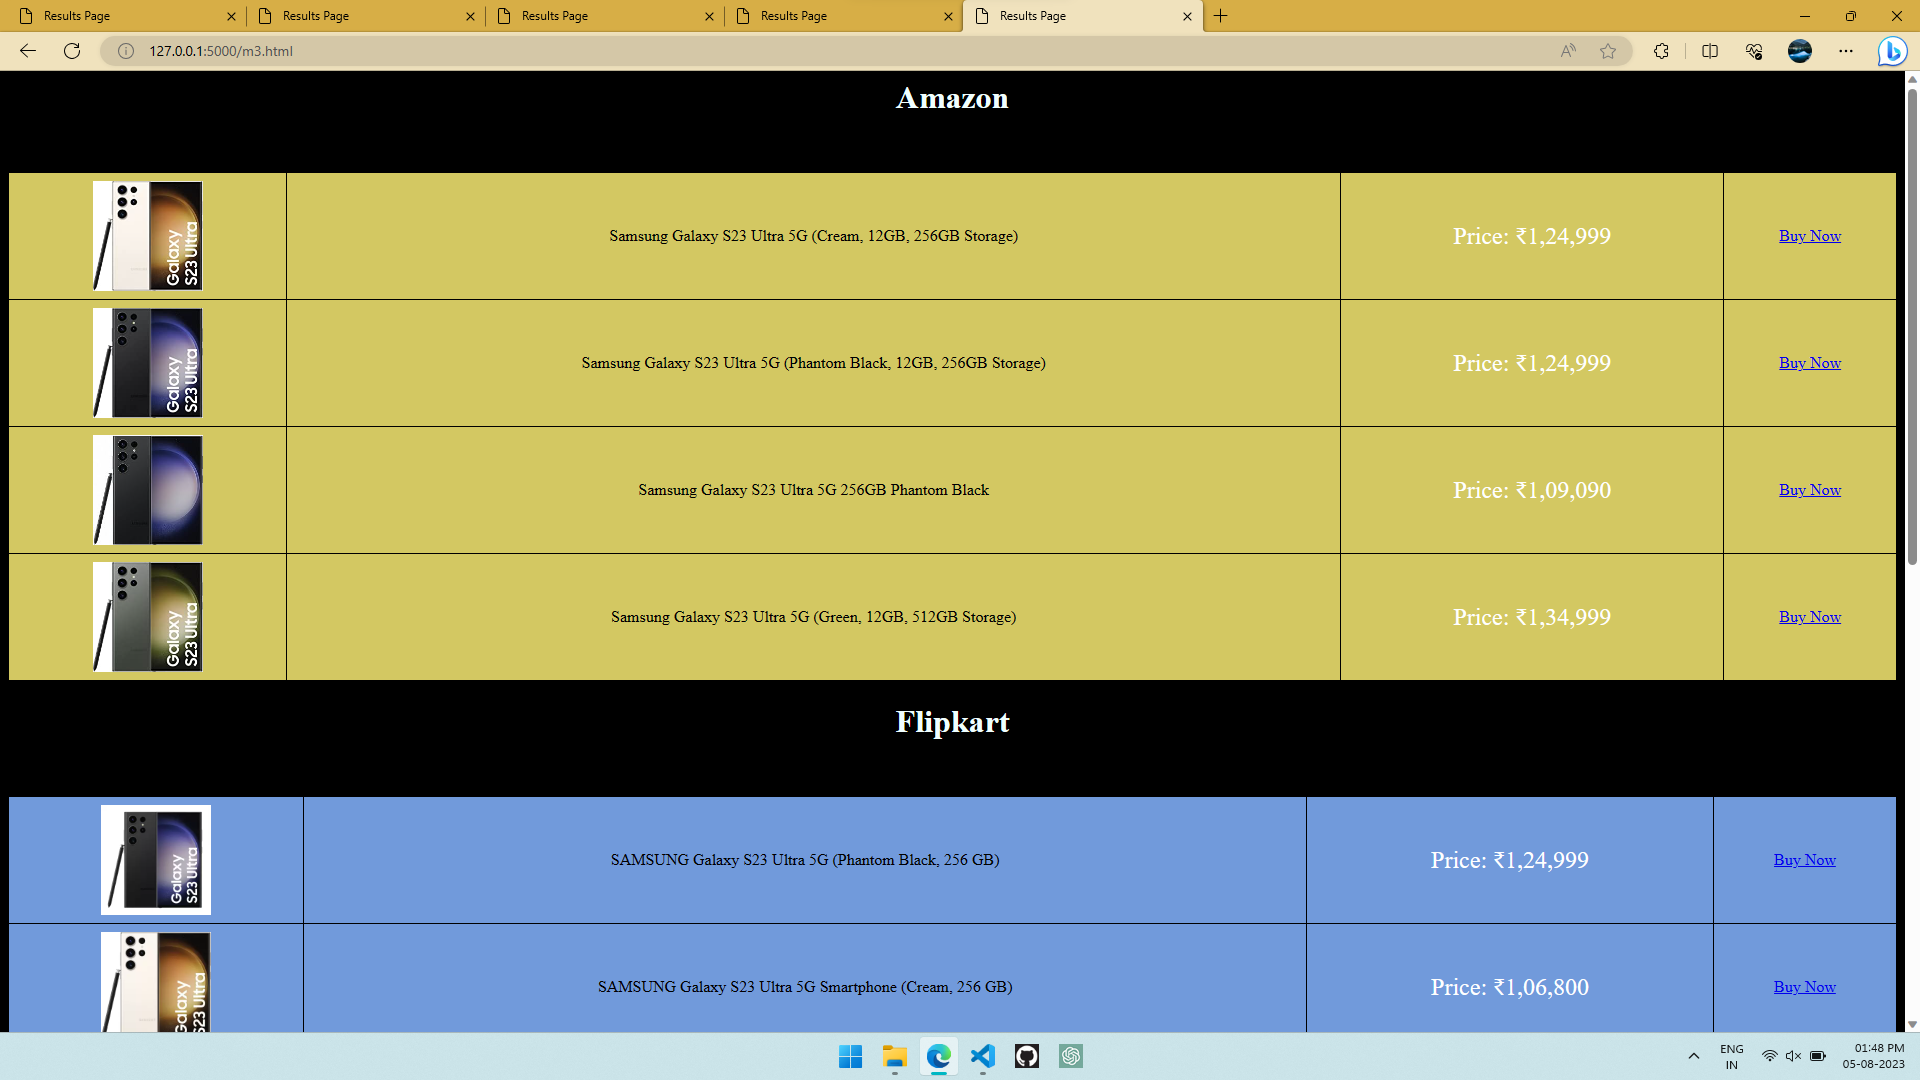 Results Page
Results Page
Results Page
Results Page
Results Page
127.0.0.1:5000/m3.html
Amazon
Galaxy
S23 Ultra
Samsung Galaxy S23 Ultra 5G (Cream, 12GB, 256GB Storage)
Price: ₹1,24,999
Buy Now
Galaxy
S23 Ultra
Samsung Galaxy S23 Ultra 5G (Phantom Black, 12GB, 256GB Storage)
Price: ₹1,24,999
Buy Now
Samsung Galaxy S23 Ultra 5G 256GB Phantom Black
Price: ₹1,09,090
Buy Now
Galaxy
S23 Ultra
Samsung Galaxy S23 Ultra 5G (Green, 12GB, 512GB Storage)
Price: ₹1,34,999
Buy Now
Flipkart
Galaxy
S23 Ultra
SAMSUNG Galaxy S23 Ultra 5G (Phantom Black, 256 GB)
Price: ₹1,24,999
Buy Now
Galaxy
S23 Ultra
SAMSUNG Galaxy S23 Ultra 5G Smartphone (Cream, 256 GB)
Price: ₹1,06,800
Buy Now
ENG
IN
01:48 PM
05-08-2023